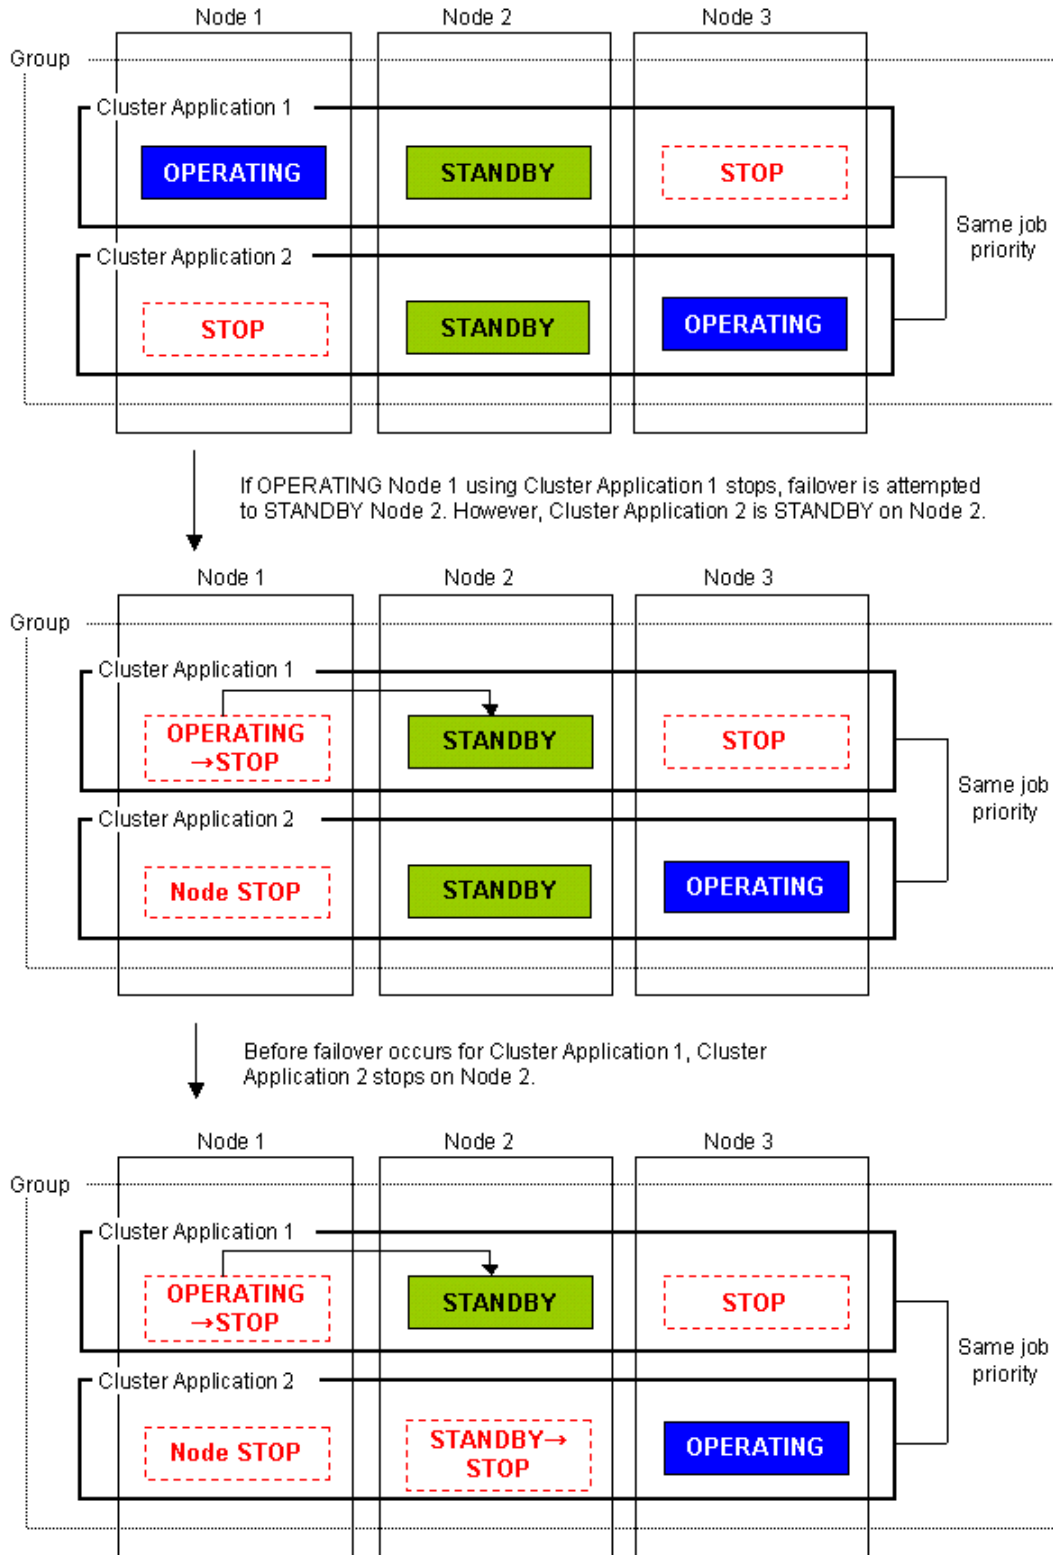 Node 1
Node 2
Node 3
Group
Cluster Application 1
OPERATING
STANDBY
STOP
Same job
priority
Cluster Application 2
STOP
STANDBY
OPERATING
If OPERATING Node 1 using Cluster Application 1 stops, failover is attempted
to STANDBY Node 2. However, Cluster Application 2 is STANDBY on Node 2.
Node 1
Node 2
Node 3
Group
Cluster Application 1
OPERATING
→STOP
STANDBY
STOP
Same job
priority
Cluster Application 2
Node STOP
STANDBY
OPERATING
Before failover occurs for Cluster Application 1, Cluster
Application 2 stops on Node 2.
Node 1
Node 2
Node 3
Group
Cluster Application 1
OPERATING
→STOP
STANDBY
STOP
Same job
priority
Cluster Application 2
Node STOP
STANDBY→
STOP
OPERATING